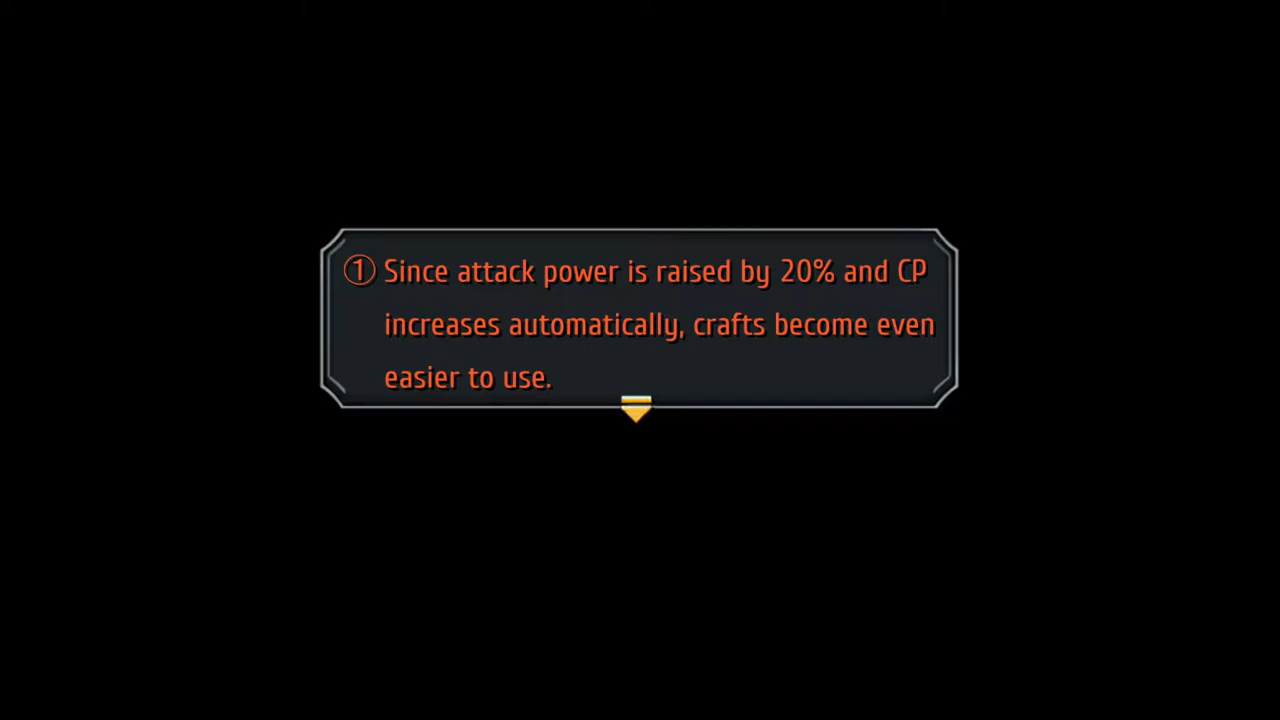 ① Since attack power is raised by 20% and CP
increases automatically, crafts become even
easier to use.